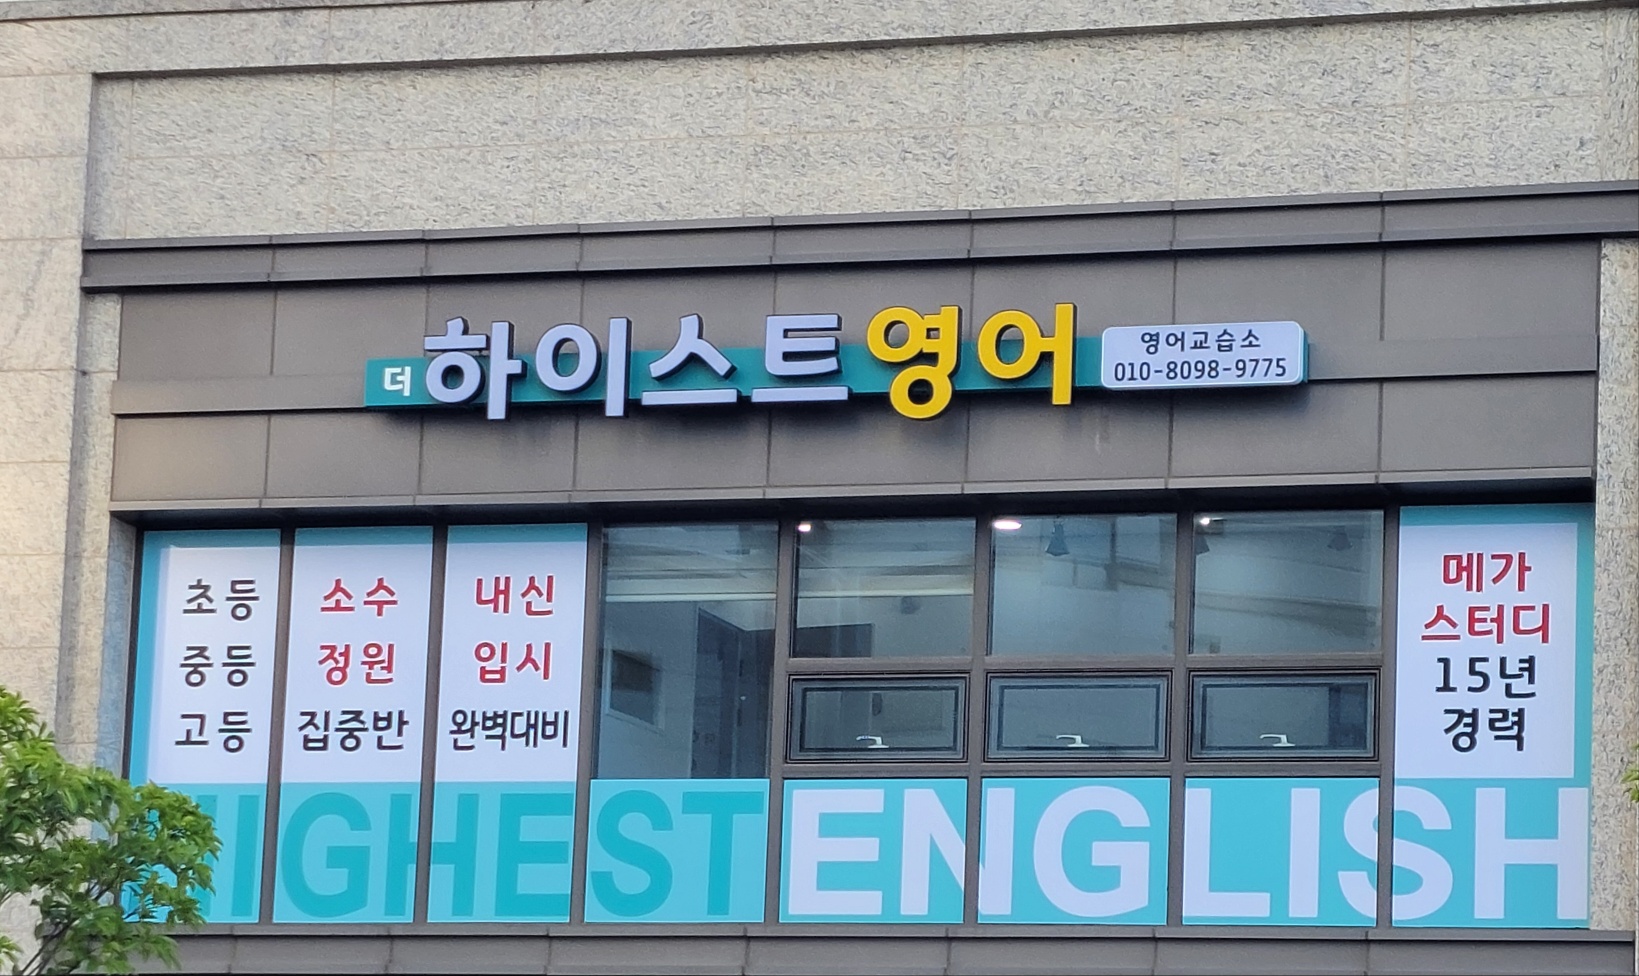 더 하이스트영어
영어교습소
010-8098-9775
초등
중등
고등
소수
정원
집중반
내신
입시
완벽대비
메가
스터디
15년
경력
HIGHEST ENGLISH